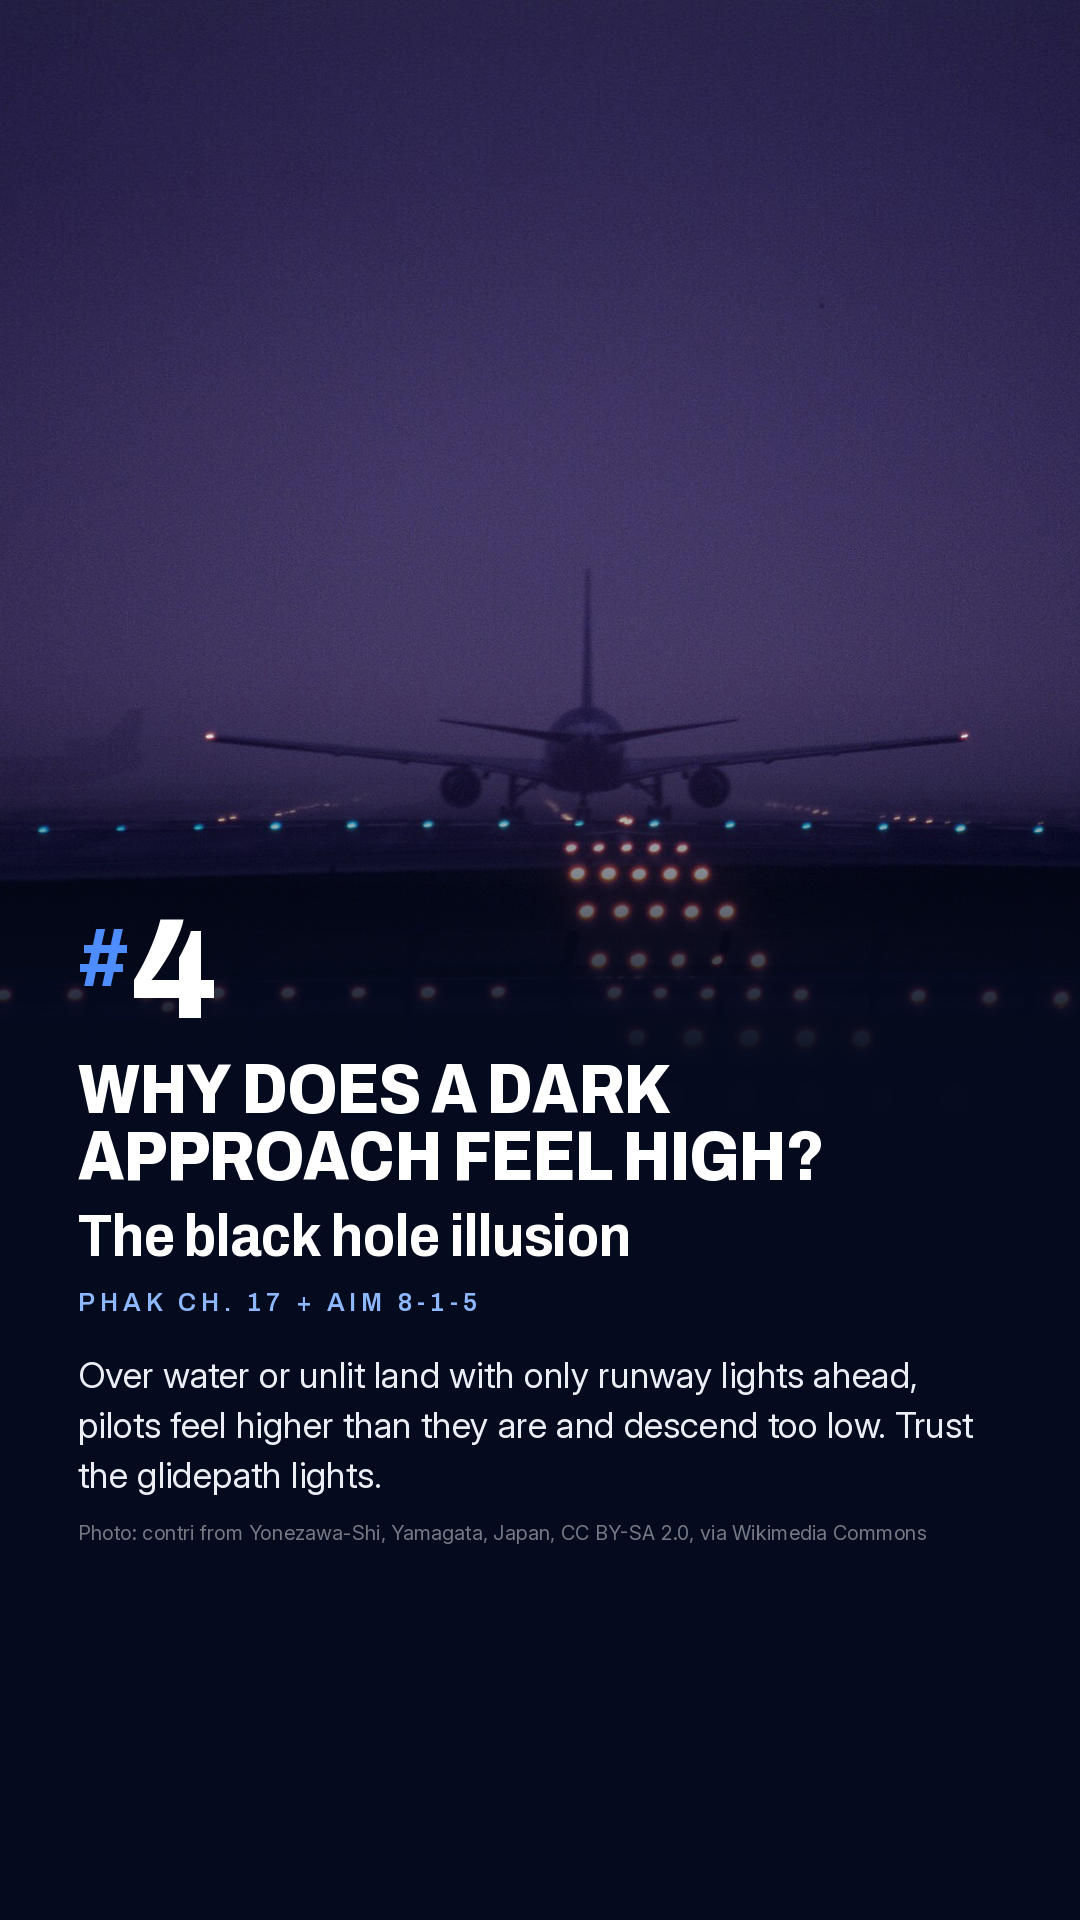 #4
WHY DOES A DARK
APPROACH FEEL HIGH?
The black hole illusion
PHAK CH. 17 + AIM 8-1-5
Over water or unlit land with only runway lights ahead,
pilots feel higher than they are and descend too low. Trust
the glidepath lights.
Photo: contri from Yonezawa-Shi, Yamagata, Japan, CC BY-SA 2.0, via Wikimedia Commons